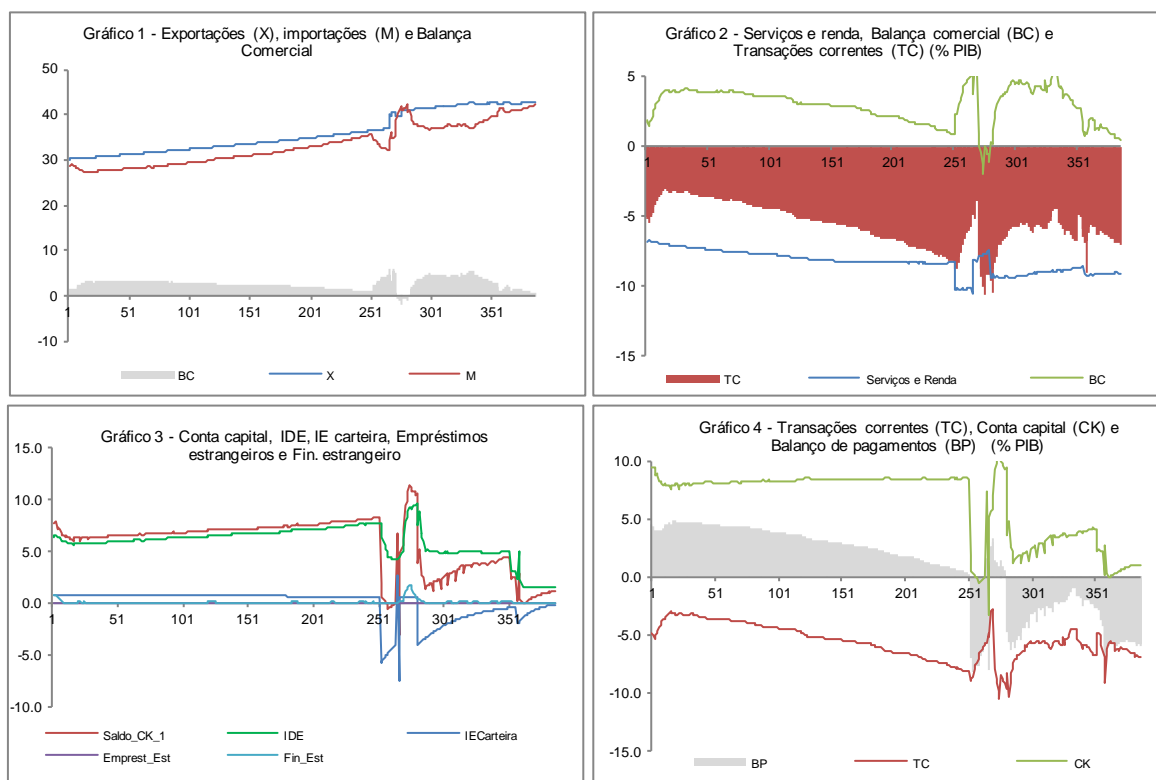 Gráfico 1 - Exportações (X), importações (M) e Balança
Comercial
50
40
30
20
10
0
-10
1
51
101
151
201
251
301
351
BC
X
M
Gráfico 2 - Serviços e renda, Balança comercial (BC) e
Transações correntes (TC) (% PIB)
5
0
-5
-10
-15
1
51
101
151
201
251
301
351
TC
Serviços e Renda
BC
Gráfico 3 - Conta capital, IDE, IE carteira, Empréstimos
estrangeiros e Fin. estrangeiro
15.0
10.0
5.0
0.0
-5.0
-10.0
1
51
101
151
201
251
301
351
Saldo_CK_1
IDE
IECarteira
Emprest_Est
Fin_Est
Gráfico 4 - Transações correntes (TC), Conta capital (CK) e
Balanço de pagamentos (BP) (% PIB)
10.0
5.0
0.0
-5.0
-10.0
-15.0
1
51
101
151
201
251
301
351
BP
TC
CK